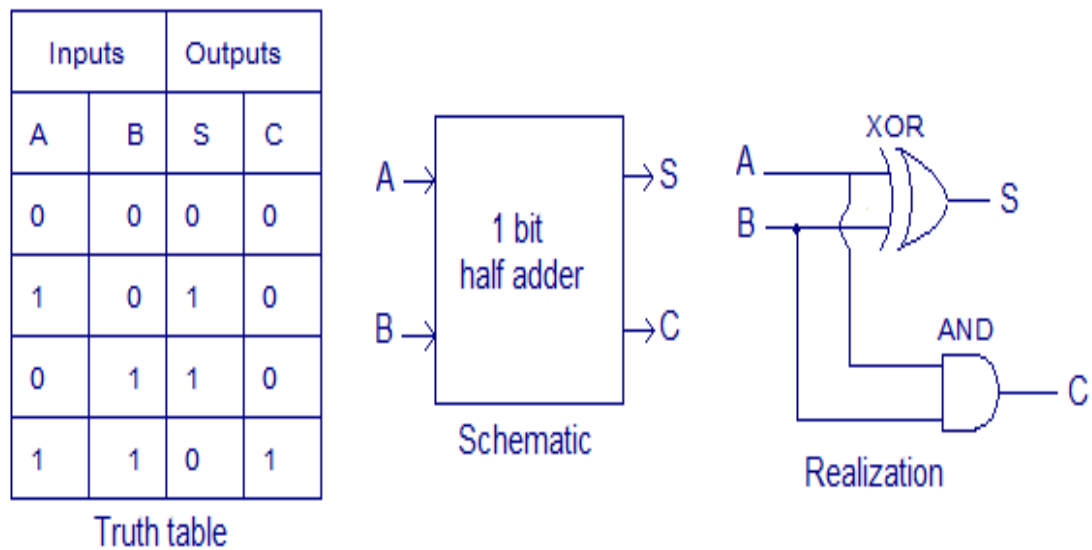 Inputs Outputs
A B S C
0 0 0 0
1 0 1 0
0 1 1 0
1 1 0 1
Truth table
A
B
1 bit
half adder
S
C
Schematic
XOR
A
B
S
AND
C
Realization